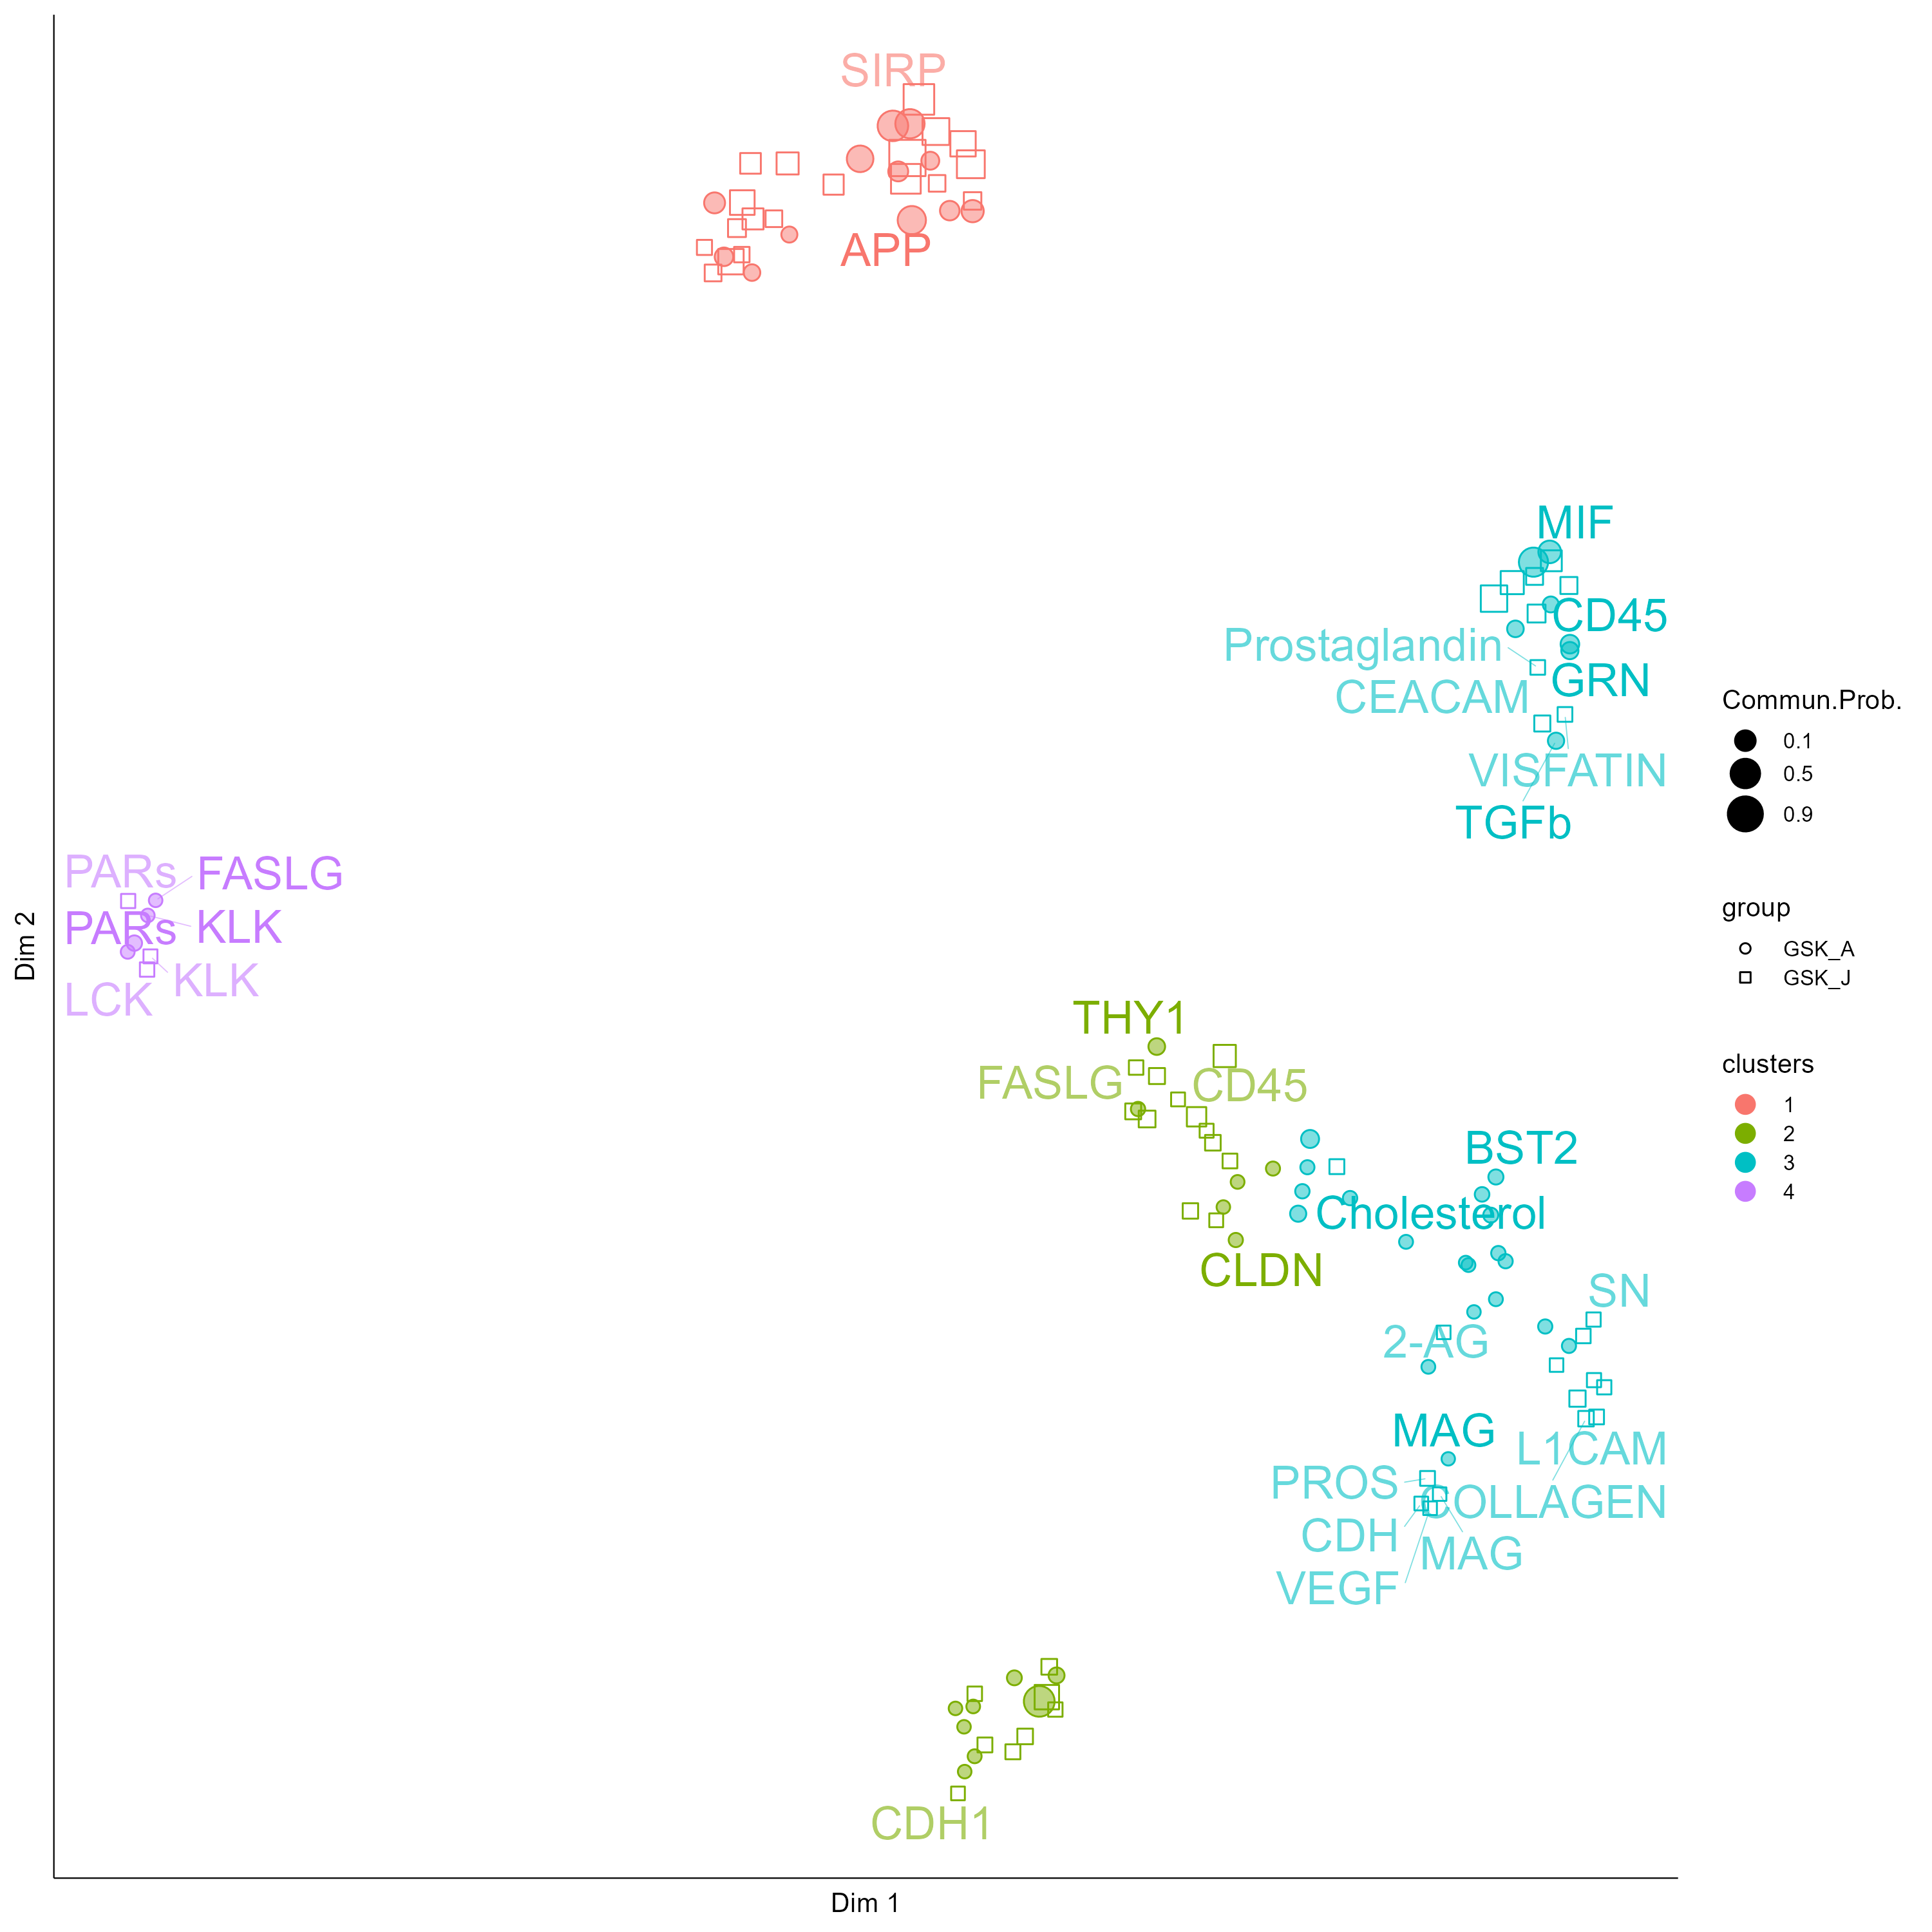 SIRP
APP
MIF
CD45
Prostaglandin
GRN
CEACAM
VISFATIN
TGFb
PARs
FASLG
PARs
KLK
KLK
LCK
THY1
FASLG
CD45
BST2
Cholesterol
CLDN
SN
2-AG
MAG
L1CAM
PROS
COLLAGEN
CDH
MAG
VEGF
CDH1
Dim 2
Dim 1
Commun.Prob.
0.1
0.5
0.9
group
GSK_A
GSK_J
clusters
1
2
3
4